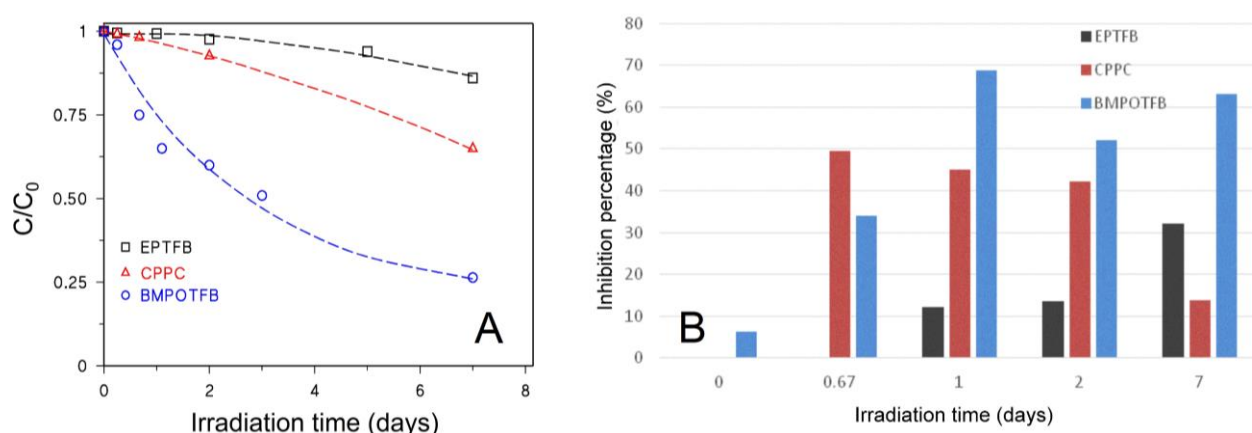 1
0.75
0.50
0.25
0
C/C0
EPTFB
CPPC
BMPOTFB
A
0 2 4 6 8
Irradiation time (days)
80
70
60
50
40
30
20
10
0
Inhibition percentage (%)
EPTFB
CPPC
BMPOTFB
B
0 0.67 1 2 7
Irradiation time (days)